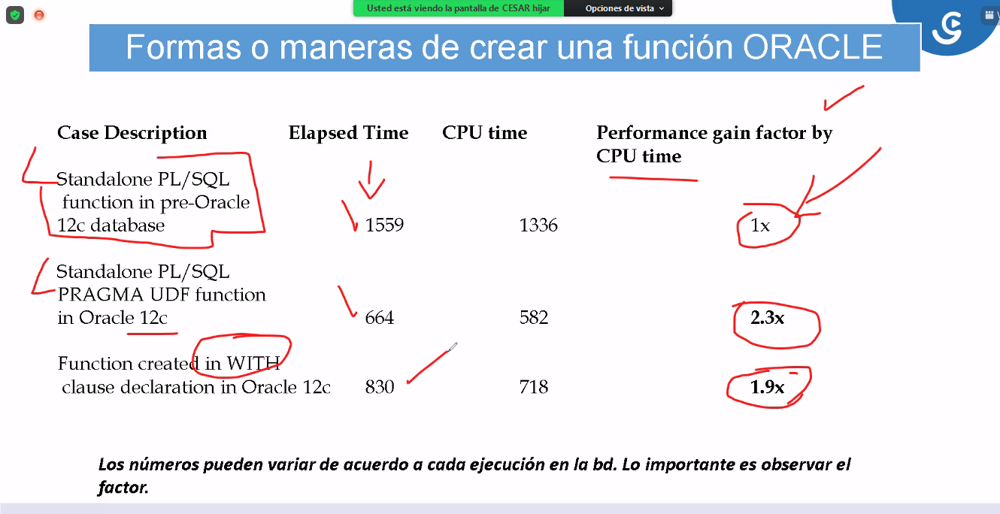 Usted está viendo la pantalla de CESAR hijar
Opciones de vista
Formas o maneras de crear una función ORACLE
Case Description Elapsed Time CPU time Performance gain factor by
CPU time
Standalone PL/SQL
function in pre-Oracle
12c database 1559 1336 1x
Standalone PL/SQL
PRAGMA UDF function
in Oracle 12c 664 582 2.3x
Function created in WITH
clause declaration in Oracle 12c 830 718 1.9x
Los números pueden variar de acuerdo a cada ejecución en la bd. Lo importante es observar el
factor.